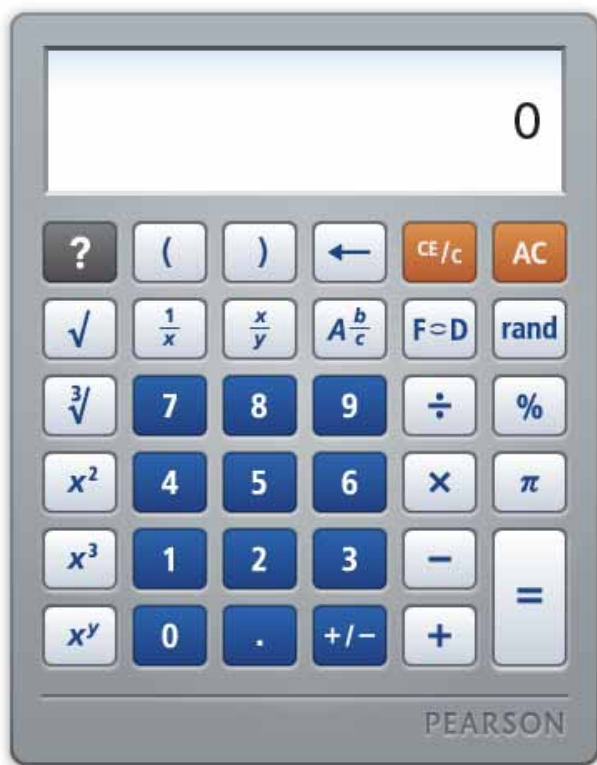 0
? ( ) ← CE/c AC
√ 1/x x/y A b/c F⇔D rand
∛ 7 8 9 ÷ %
x² 4 5 6 × π
x³ 1 2 3 −
=
xʸ 0 . +/− +
PEARSON